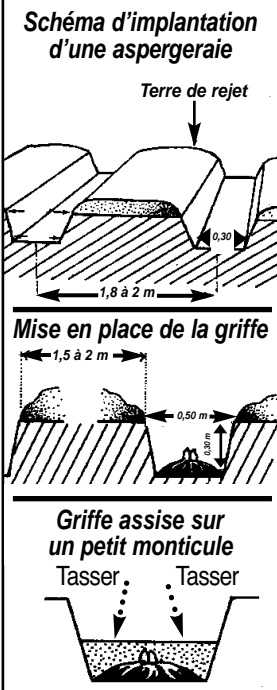 Schéma d'implantation
d'une aspergeraie
Terre de rejet
0,30
1,8 à 2 m
Mise en place de la griffe
1,5 à 2 m
0,50 m
0,30 m
Griffe assise sur
un petit monticule
Tasser Tasser